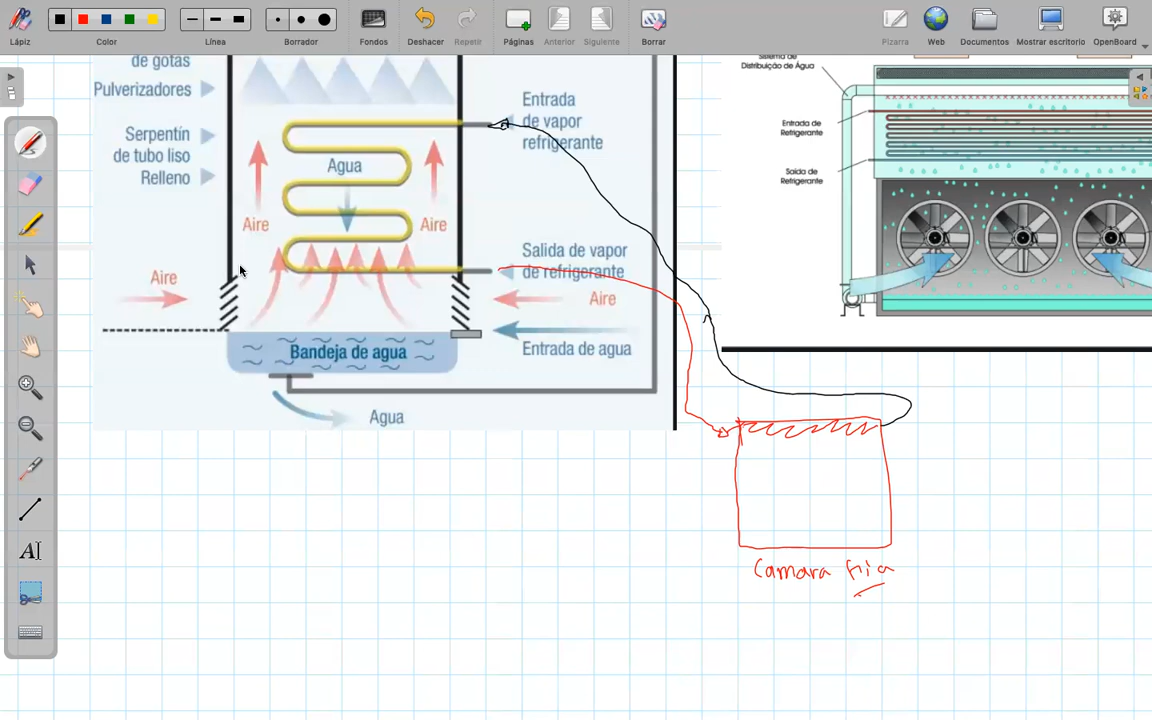 Lápiz
Color
Línea
Borrador
Fondos
Deshacer
Repetir
Páginas
Anterior
Siguiente
Borrar
Pizarra
Web
Documentos
Mostrar escritorio
OpenBoard
de gotas
Pulverizadores
Serpentín
de tubo liso
Relleno
Aire
Agua
Aire
Aire
Entrada
de vapor
refrigerante
Salida de vapor
de refrigerante
Aire
Entrada de agua
Bandeja de agua
Agua
Sistema de
Distribuição de Água
Entrada de
Refrigerante
Saída de
Refrigerante
Camara fria